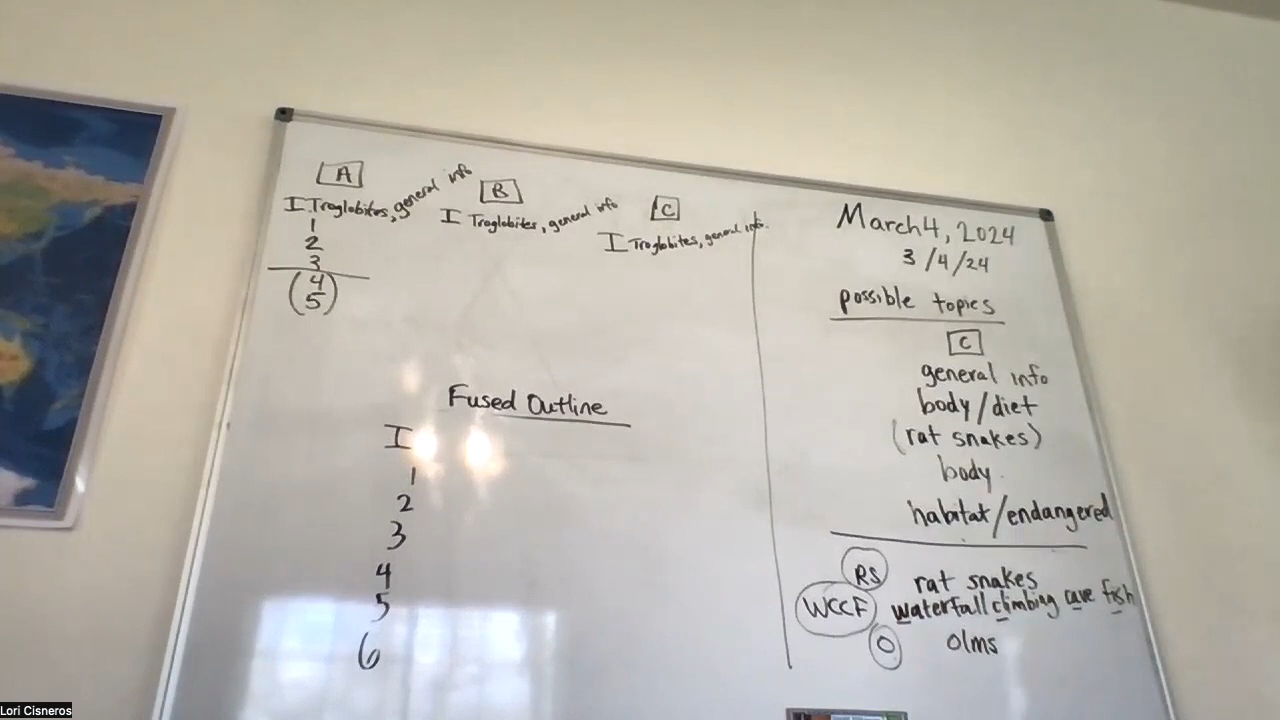 A
I Troglobites, general info
1
2
3
(4
5)
B
I Troglobites, general info
C
I Troglobites, general info.
Fused Outline
I
1
2
3
4
5
6
March 4, 2024
3/4/24
possible topics
C
general info
body/diet
(rat snakes)
body
habitat/endangered
RS rat snakes
WCCF waterfall climbing cave fish
O olms
Lori Cisneros